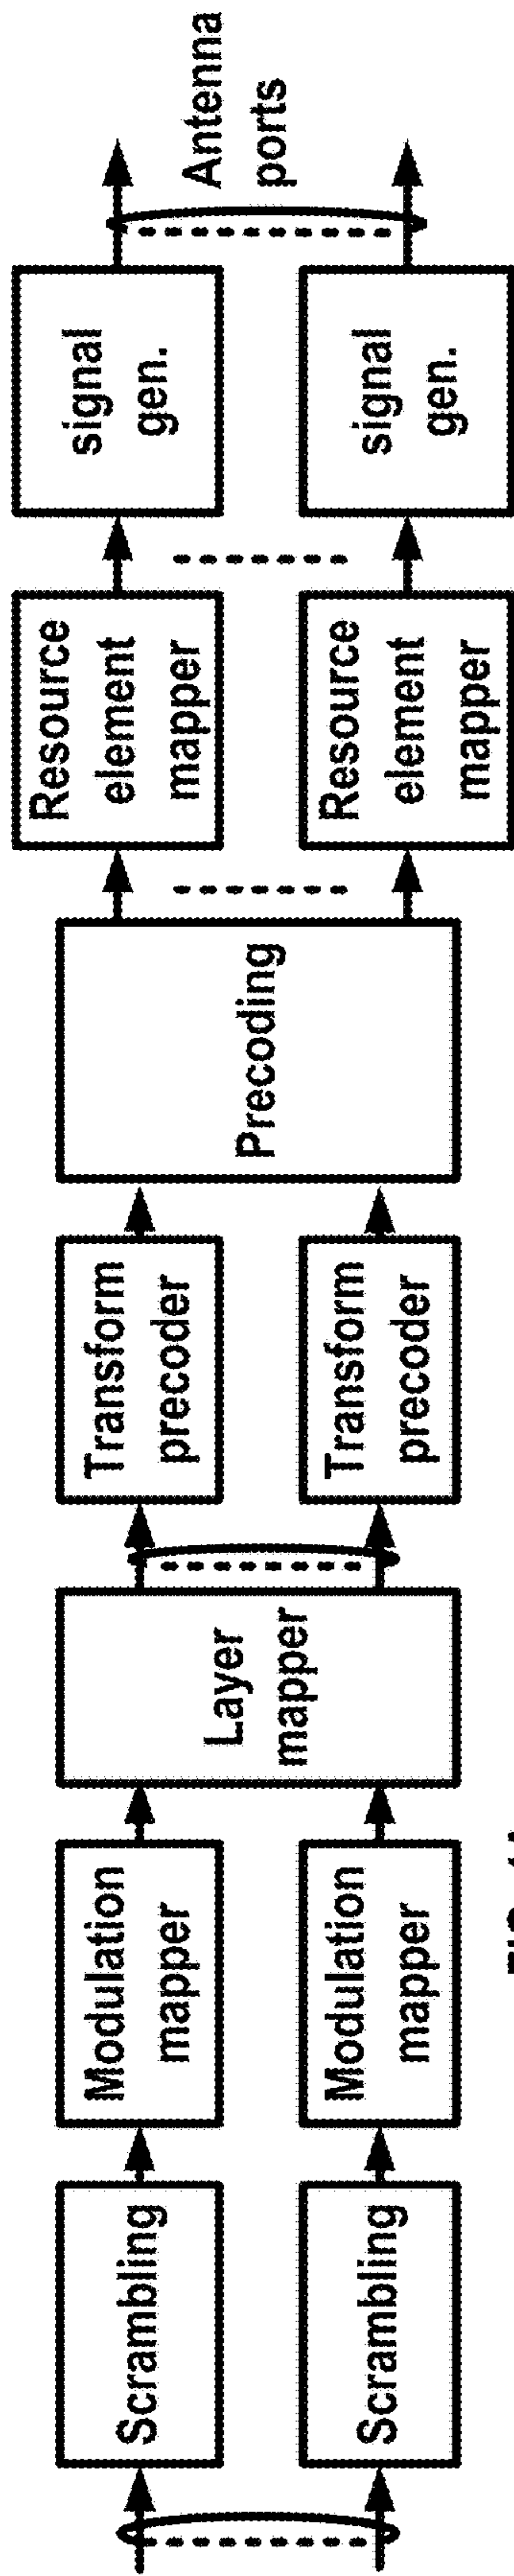 Scrambling
Scrambling
Modulation
mapper
Modulation
mapper
Layer
mapper
Transform
precoder
Transform
precoder
Precoding
Resource
element
mapper
Resource
element
mapper
signal
gen.
signal
gen.
Antenna
ports